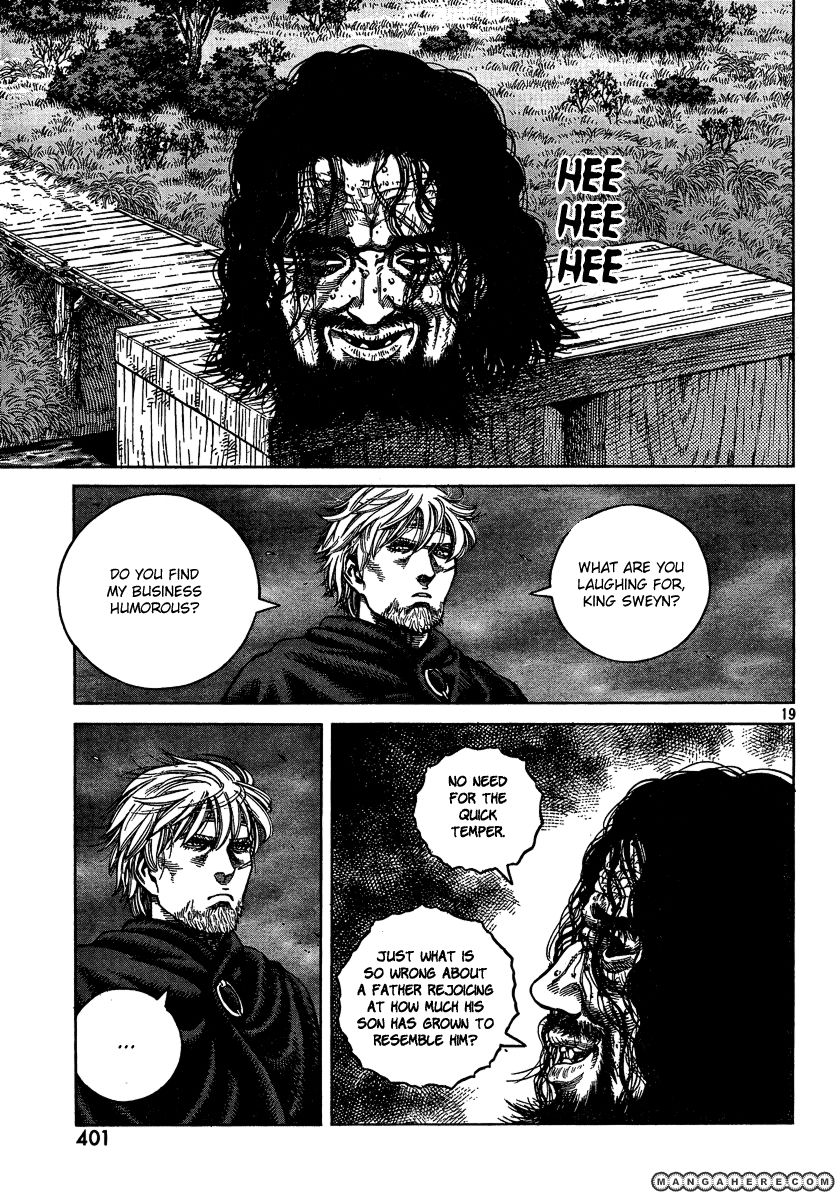 HEE
HEE
HEE
WHAT ARE YOU
LAUGHING FOR,
KING SWEYN?
DO YOU FIND
MY BUSINESS
HUMOROUS?
19
NO NEED
FOR THE
QUICK
TEMPER.
JUST WHAT IS
SO WRONG ABOUT
A FATHER REJOICING
AT HOW MUCH HIS
SON HAS GROWN TO
RESEMBLE HIM?
...
401
MANGAHERE.COM